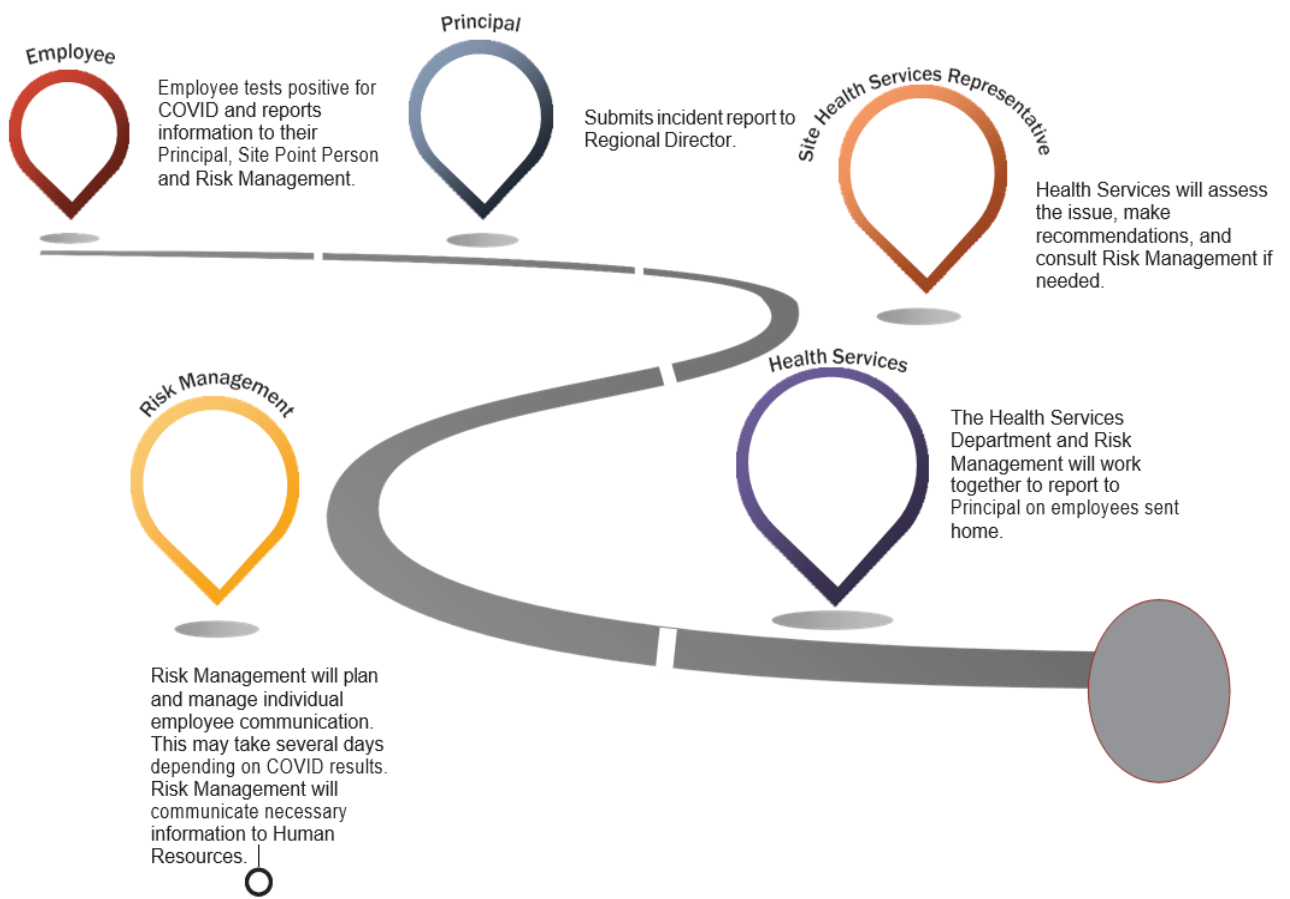 Employee
Employee tests positive for
COVID and reports
information to their
Principal, Site Point Person
and Risk Management.
Principal
Submits incident report to
Regional Director.
Site Health Services Representative
Health Services will assess
the issue, make
recommendations, and
consult Risk Management if
needed.
Risk Management
Risk Management will plan
and manage individual
employee communication.
This may take several days
depending on COVID results.
Risk Management will
communicate necessary
information to Human
Resources.
Health Services
The Health Services
Department and Risk
Management will work
together to report to
Principal on employees sent
home.